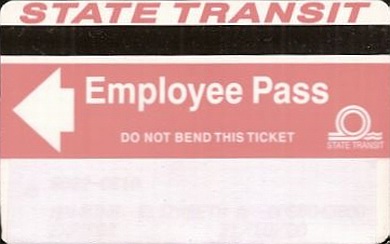 STATE TRANSIT
Employee Pass
DO NOT BEND THIS TICKET
STATE TRANSIT